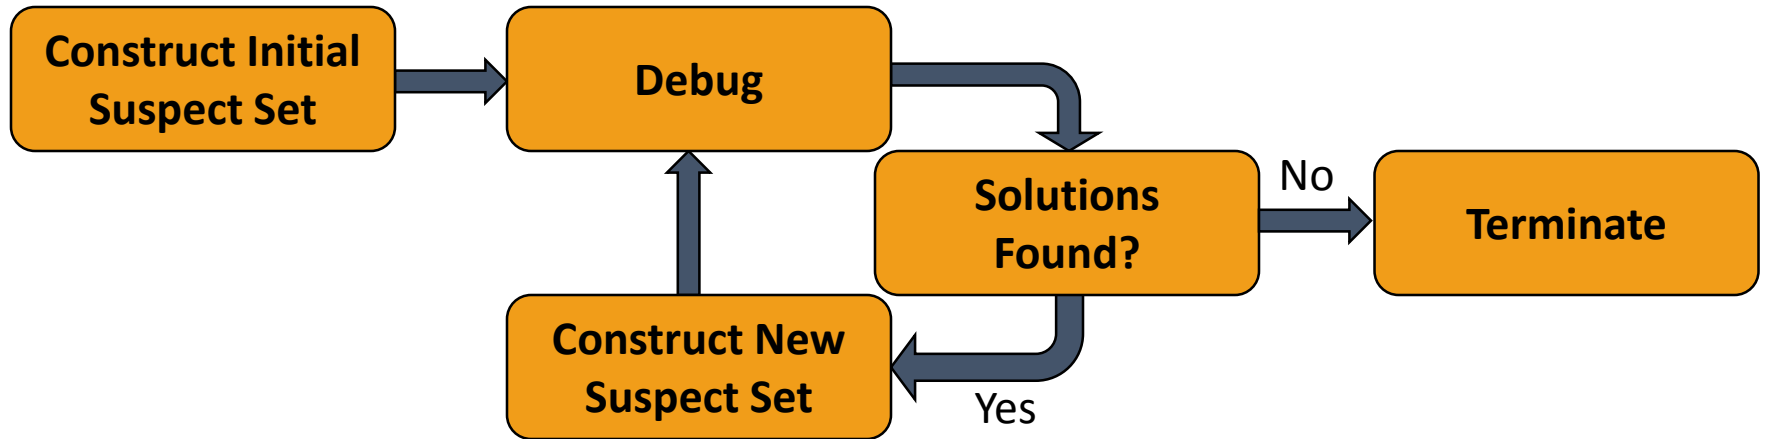 Construct Initial
Suspect Set
Debug
Solutions
Found?
No
Terminate
Construct New
Suspect Set
Yes